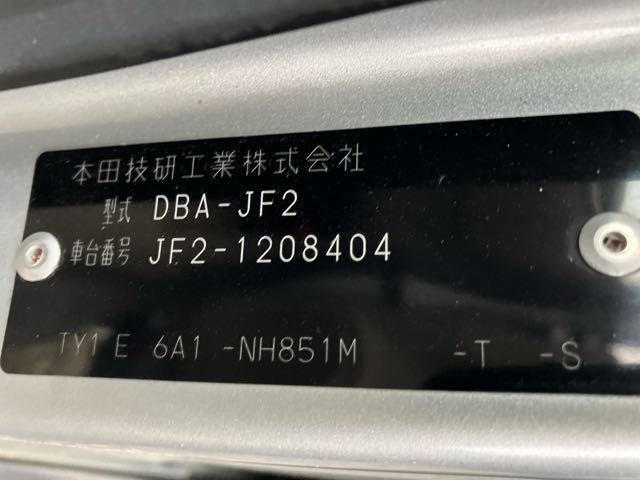 本田技研工業株式会社
型式 DBA-JF2
車台番号 JF2-1208404
TY1 E 6A1 -NH851M -T -S